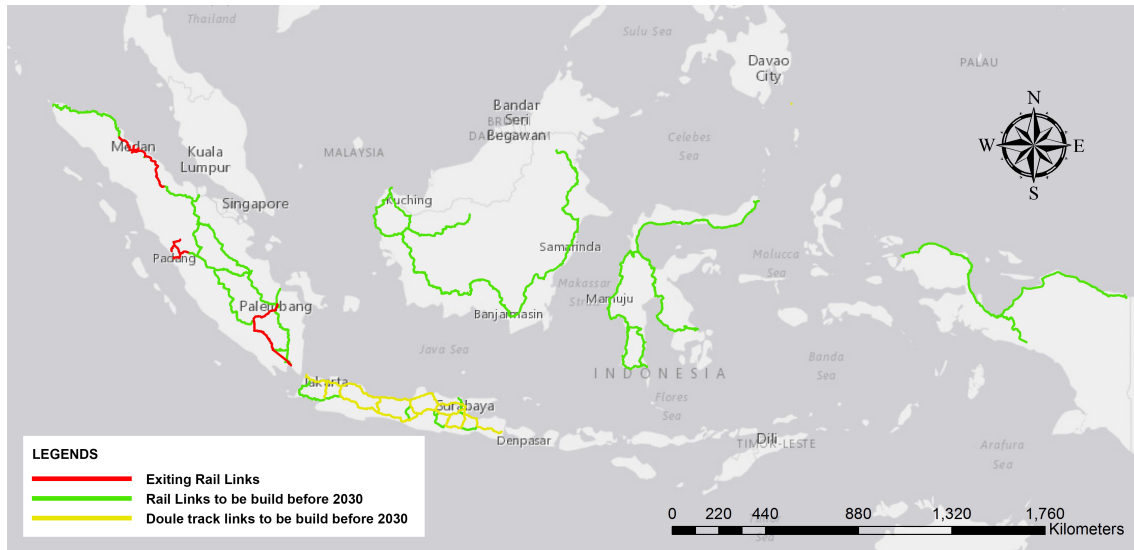 Thailand
Sulu Sea
Davao
City
PALAU
N
W
E
S
Bandar
Seri
Begawan
Medan
Kuala
Lumpur
MALAYSIA
Celebes
Sea
Singapore
Kuching
Padang
Samarinda
Molucca
Sea
Makassar
Mamuju
Palembang
Banjarmasin
Java Sea
Banda
Sea
INDONESIA
Jakarta
Surabaya
Flores
Sea
Denpasar
Dili
TIMOR-LESTE
Arafura
Sea
LEGENDS
Exiting Rail Links
Rail Links to be build before 2030
Doule track links to be build before 2030
0 220 440 880 1,320 1,760
Kilometers
Sea